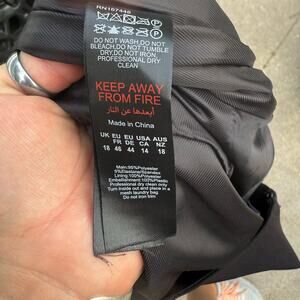 RN167445
DO NOT WASH,DO NOT
BLEACH,DO NOT TUMBLE
DRY,DO NOT IRON,
PROFESSIONAL DRY
CLEAN
KEEP AWAY
FROM FIRE
أبعدها عن النار
Made in China
UK EU EU USA AUS
FR DE CA NZ
18 46 44 14 18
Main:95%Polyester
5%Elastane/Spandex
Lining:100%Polyester
Embellishment:100%Plastic
Professional dry clean only
Turn inside out and place in a
mesh laundry bag
Do not iron trim